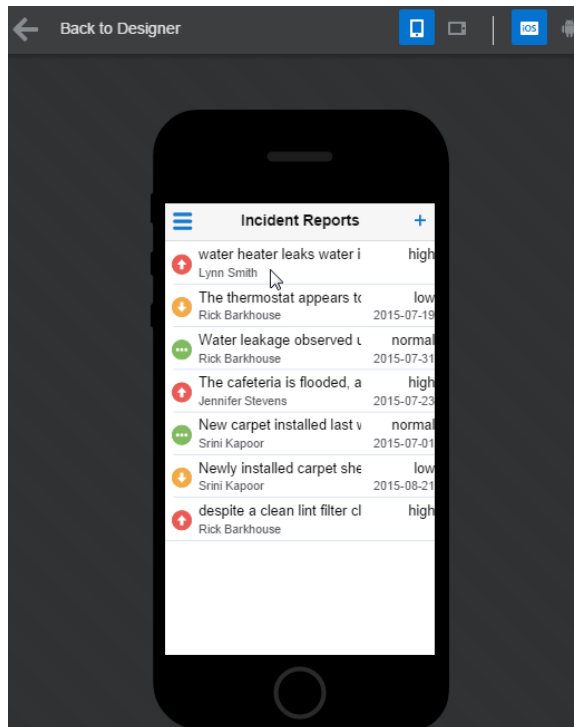 Back to Designer
iOS
Incident Reports +
water heater leaks water i high
Lynn Smith
The thermostat appears to low
Rick Barkhouse 2015-07-19
Water leakage observed u normal
Rick Barkhouse 2015-07-31
The cafeteria is flooded, a high
Jennifer Stevens 2015-07-23
New carpet installed last w normal
Srini Kapoor 2015-07-01
Newly installed carpet she low
Srini Kapoor 2015-08-21
despite a clean lint filter cl high
Rick Barkhouse